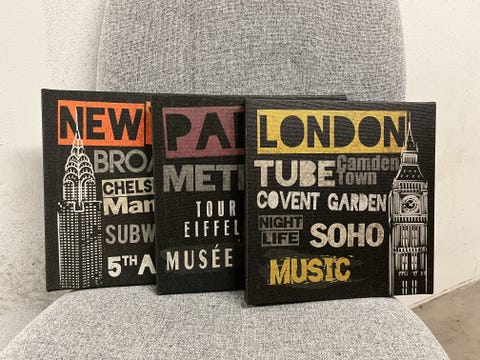 NEW
BROA
CHELS
Man
SUBW
5TH A
PA
METR
TOUR
EIFFEL
MUSÉE
LONDON
TUBE Camden Town
COVENT GARDEN
NIGHT LIFE SOHO
MUSIC